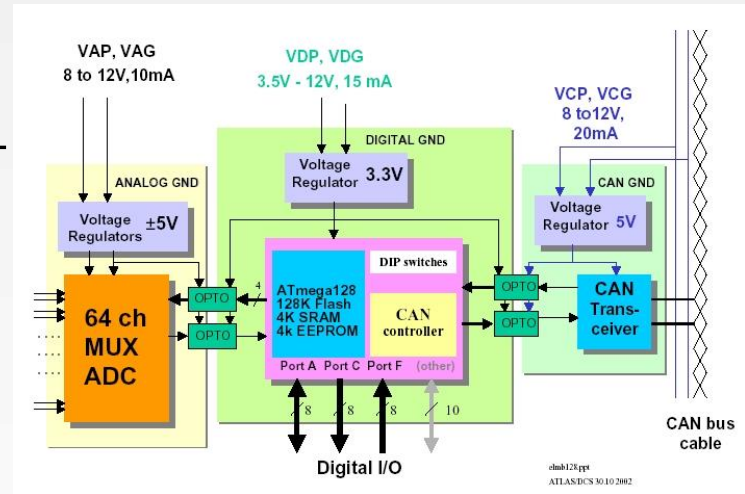 VAP, VAG
8 to 12V,10mA
VDP, VDG
3.5V - 12V, 15 mA
VCP, VCG
8 to12V,
20mA
DIGITAL GND
Voltage
Regulator 3.3V
ANALOG GND
Voltage
Regulators ±5V
CAN GND
Voltage
Regulator 5V
64 ch
MUX
ADC
OPTO
OPTO
4
ATmega128
128K Flash
4K SRAM
4k EEPROM
DIP switches
CAN
controller
Port A Port C Port F (other)
OPTO
OPTO
CAN
Trans-
ceiver
8 8 8 10
Digital I/O
CAN bus
cable
elmb128.ppt
ATLAS/DCS 30.10 2002